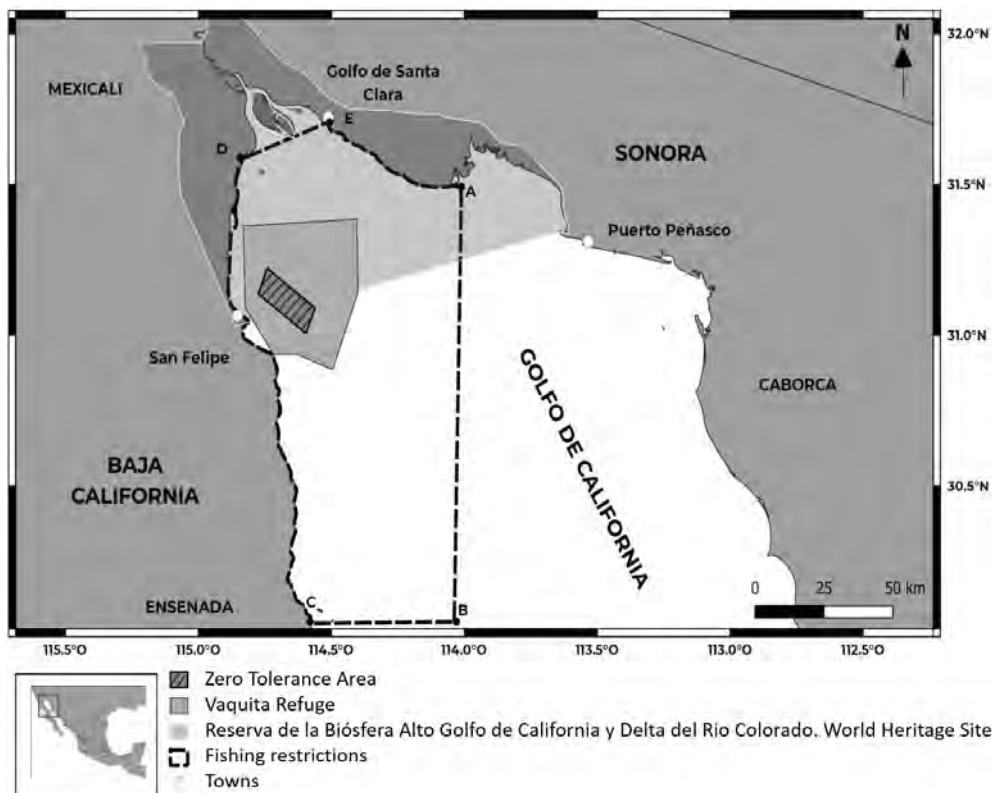 32.0°N
N
Golfo de Santa
Clara
MEXICALI
E
D
SONORA
31.5°N
A
Puerto Peñasco
31.0°N
San Felipe
GOLFO DE CALIFORNIA
CABORCA
BAJA
CALIFORNIA
30.5°N
0 25 50 km
ENSENADA
C
B
115.5°W 115.0°W 114.5°W 114.0°W 113.5°W 113.0°W 112.5°W
Zero Tolerance Area
Vaquita Refuge
Reserva de la Biósfera Alto Golfo de California y Delta del Rio Colorado. World Heritage Site
Fishing restrictions
Towns